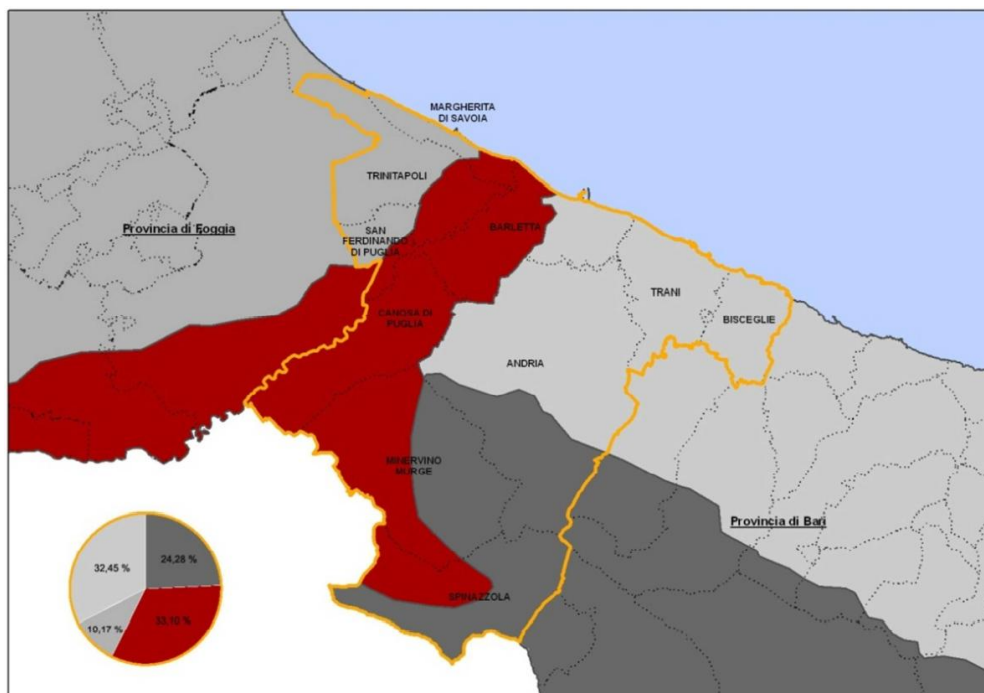 MARGHERITA
DI SAVOIA
TRINITAPOLI
Provincia di Foggia
SAN
FERDINANDO
DI PUGLIA
BARLETTA
TRANI
CANOSA DI
PUGLIA
BISCEGLIE
ANDRIA
MINERVINO
MURGE
Provincia di Bari
24,28 %
32,45 %
33,10 %
10,17 %
SPINAZZOLA